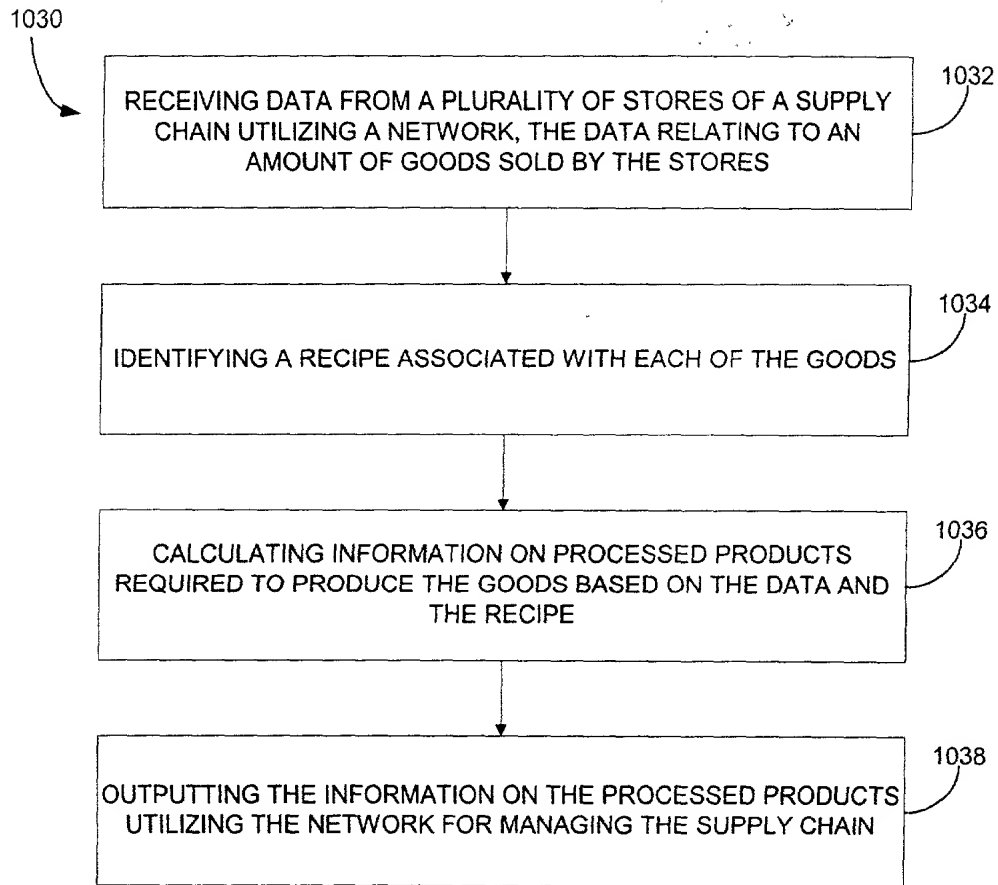 1030
1032
RECEIVING DATA FROM A PLURALITY OF STORES OF A SUPPLY
CHAIN UTILIZING A NETWORK, THE DATA RELATING TO AN
AMOUNT OF GOODS SOLD BY THE STORES
1034
IDENTIFYING A RECIPE ASSOCIATED WITH EACH OF THE GOODS
1036
CALCULATING INFORMATION ON PROCESSED PRODUCTS
REQUIRED TO PRODUCE THE GOODS BASED ON THE DATA AND
THE RECIPE
1038
OUTPUTTING THE INFORMATION ON THE PROCESSED PRODUCTS
UTILIZING THE NETWORK FOR MANAGING THE SUPPLY CHAIN